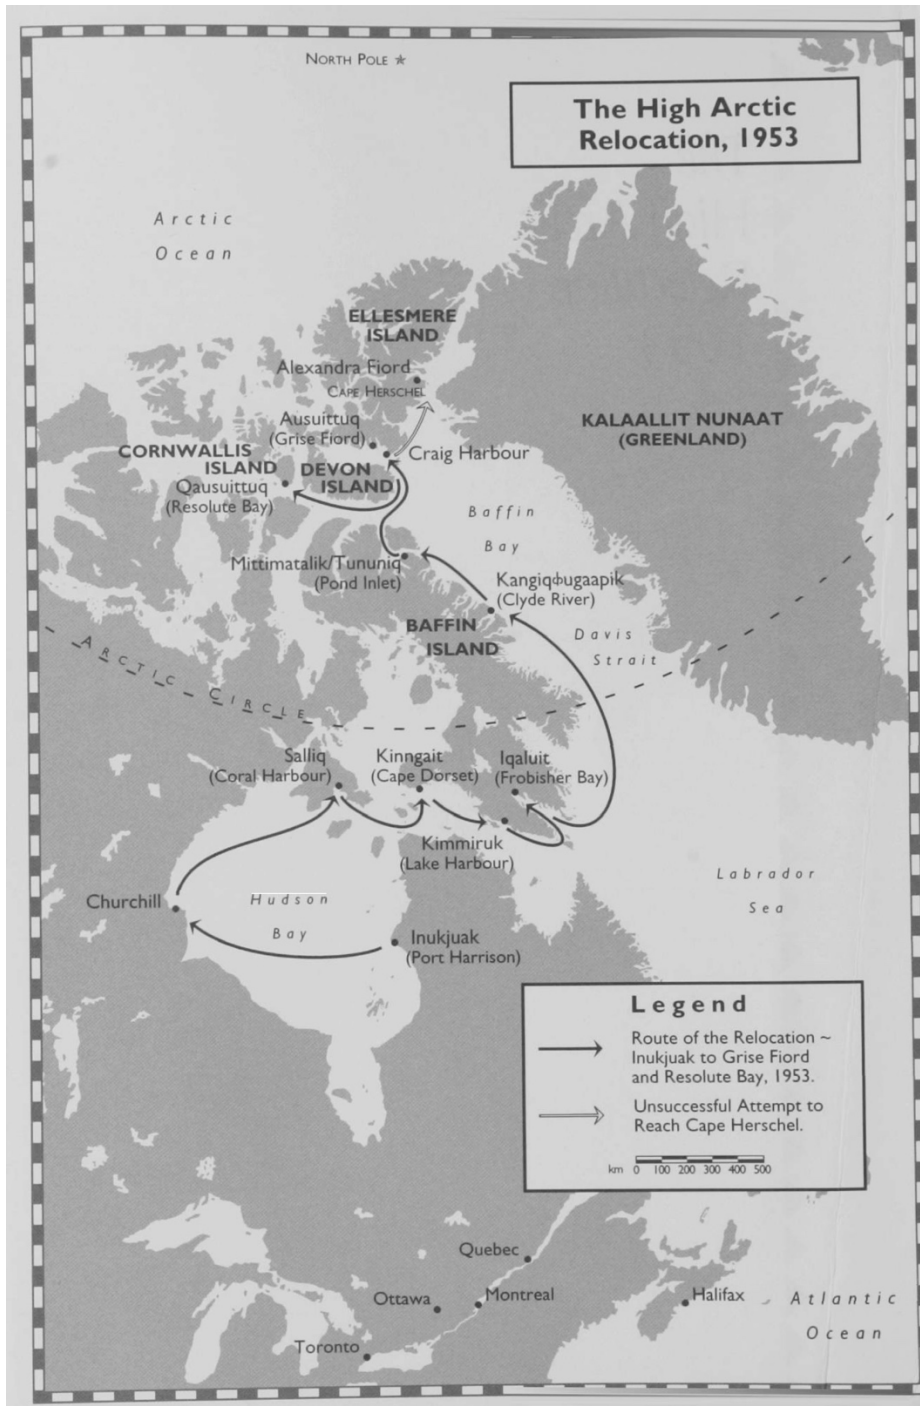 NORTH POLE
The High Arctic
Relocation, 1953
Arctic
Ocean
ELLESMERE
ISLAND
Alexandra Fiord
CAPE HERSCHEL
Ausuittuq
(Grise Fiord)
Craig Harbour
KALAALLIT NUNAAT
(GREENLAND)
CORNWALLIS
ISLAND
DEVON
ISLAND
Qausuittuq
(Resolute Bay)
Baffin
Bay
Mittimatalik/Tununiq
(Pond Inlet)
Kangiqɸugaapik
(Clyde River)
BAFFIN
ISLAND
Davis
Strait
ARCTIC CIRCLE
Salliq
(Coral Harbour)
Kinngait
(Cape Dorset)
Iqaluit
(Frobisher Bay)
Kimmiruk
(Lake Harbour)
Labrador
Sea
Churchill
Hudson
Bay
Inukjuak
(Port Harrison)
Legend
Route of the Relocation ~
Inukjuak to Grise Fiord
and Resolute Bay, 1953.
Unsuccessful Attempt to
Reach Cape Herschel.
km 0 100 200 300 400 500
Quebec
Ottawa
Montreal
Halifax
Toronto
Atlantic
Ocean